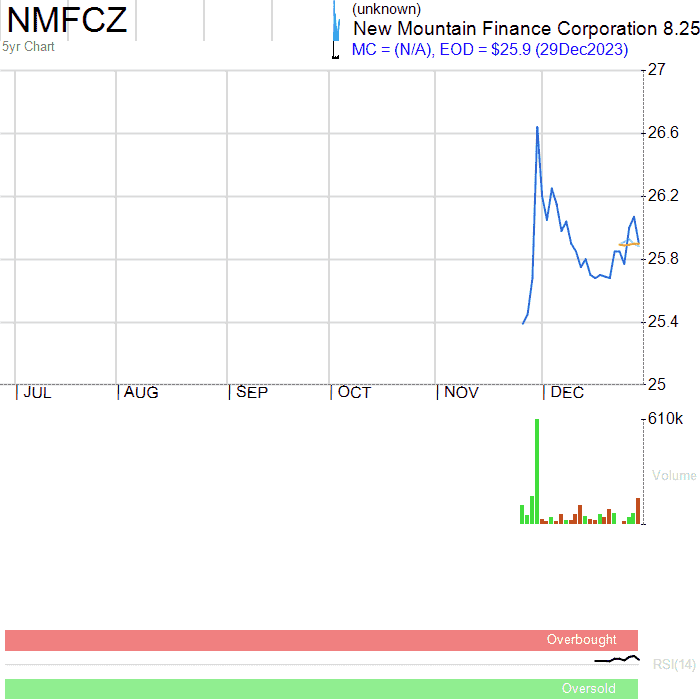 NMFCZ
5yr Chart
(unknown)
New Mountain Finance Corporation 8.25
MC = (N/A), EOD = $25.9 (29Dec2023)
27
26.6
26.2
25.8
25.4
25
JUL AUG SEP OCT NOV DEC
610k
Volume
Overbought
RSI(14)
Oversold